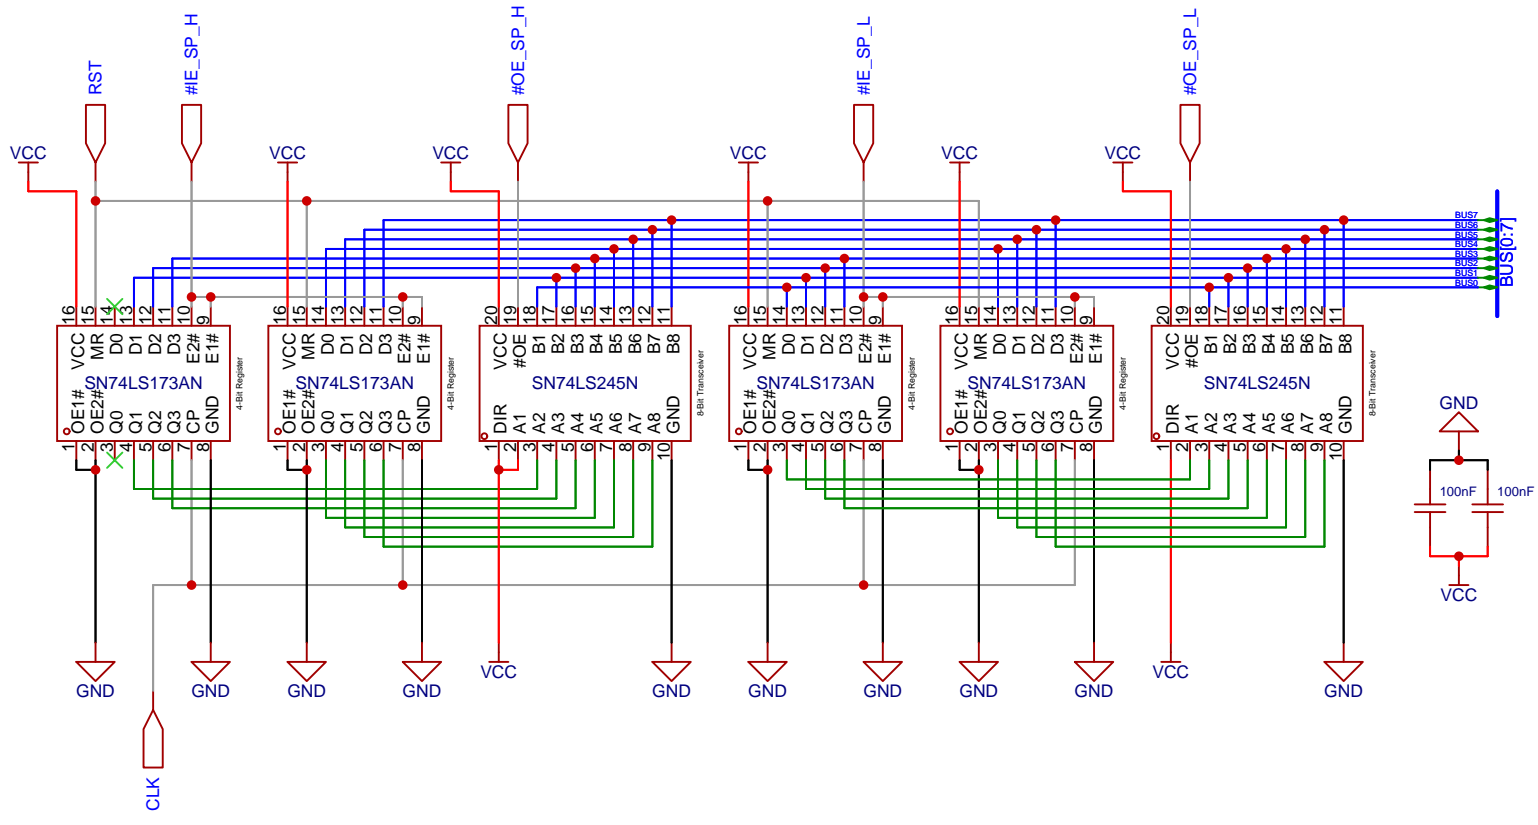 RST
#IE_SP_H
#OE_SP_H
#IE_SP_L
#OE_SP_L
VCC
VCC
VCC
VCC
VCC
VCC
BUS7
BUS6
BUS5
BUS4
BUS3
BUS2
BUS1
BUS0
BUS[0:7]
16 15 14 13 12 11 10 9
VCC MR D0 D1 D2 D3 E2# E1#
SN74LS173AN
OE1# OE2# Q0 Q1 Q2 Q3 CP GND
1 2 3 4 5 6 7 8
4-Bit Register
16 15 14 13 12 11 10 9
VCC MR D0 D1 D2 D3 E2# E1#
SN74LS173AN
OE1# OE2# Q0 Q1 Q2 Q3 CP GND
1 2 3 4 5 6 7 8
4-Bit Register
20 19 18 17 16 15 14 13 12 11
VCC #OE B1 B2 B3 B4 B5 B6 B7 B8
SN74LS245N
DIR A1 A2 A3 A4 A5 A6 A7 A8 GND
1 2 3 4 5 6 7 8 9 10
8-Bit Transceiver
16 15 14 13 12 11 10 9
VCC MR D0 D1 D2 D3 E2# E1#
SN74LS173AN
OE1# OE2# Q0 Q1 Q2 Q3 CP GND
1 2 3 4 5 6 7 8
4-Bit Register
16 15 14 13 12 11 10 9
VCC MR D0 D1 D2 D3 E2# E1#
SN74LS173AN
OE1# OE2# Q0 Q1 Q2 Q3 CP GND
1 2 3 4 5 6 7 8
4-Bit Register
20 19 18 17 16 15 14 13 12 11
VCC #OE B1 B2 B3 B4 B5 B6 B7 B8
SN74LS245N
DIR A1 A2 A3 A4 A5 A6 A7 A8 GND
1 2 3 4 5 6 7 8 9 10
8-Bit Transceiver
GND
100nF
100nF
VCC
GND
GND
GND
GND
VCC
GND
GND
GND
GND
GND
VCC
GND
CLK